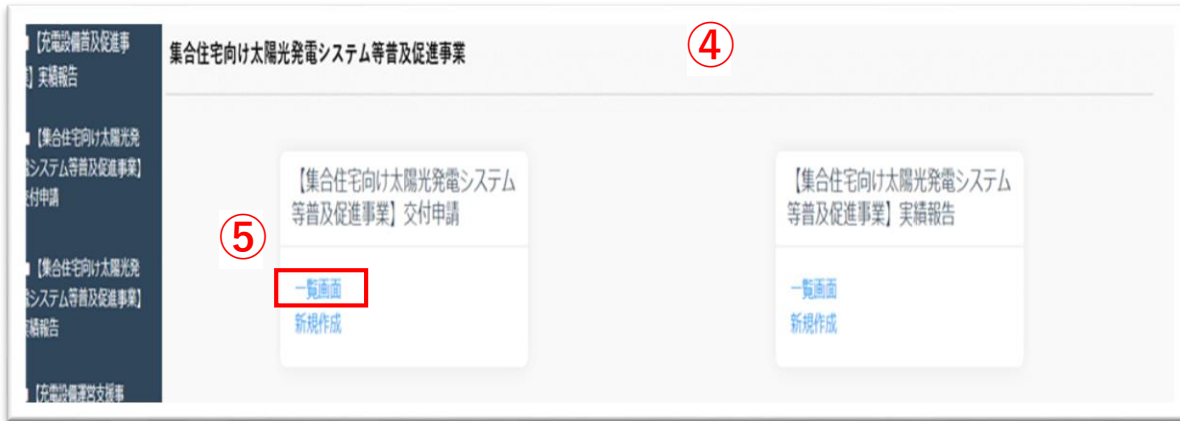 【充電設備普及促進事
業】実績報告
【集合住宅向け太陽光発
電システム等普及促進事業】
交付申請
【集合住宅向け太陽光発
電システム等普及促進事業】
実績報告
【充電設備運営支援事
集合住宅向け太陽光発電システム等普及促進事業
④
【集合住宅向け太陽光発電システム
等普及促進事業】交付申請
⑤
一覧画面
新規作成
【集合住宅向け太陽光発電システム
等普及促進事業】実績報告
一覧画面
新規作成